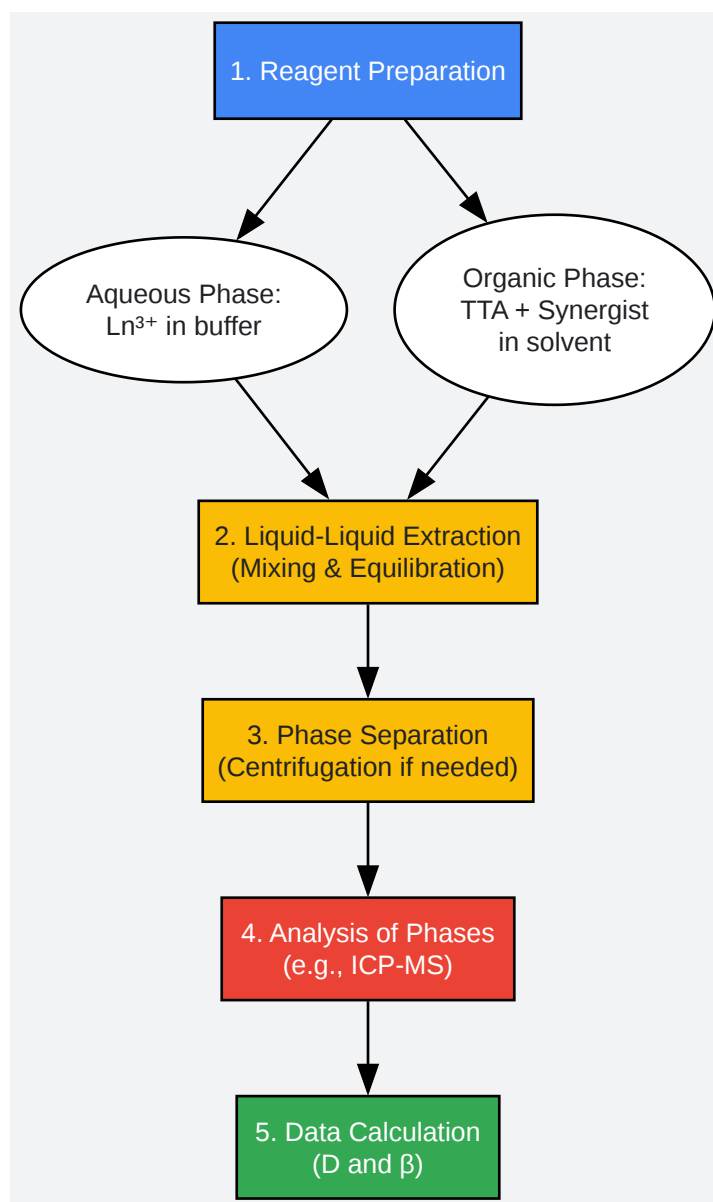 1. Reagent Preparation
Aqueous Phase:
Ln³⁺ in buffer
Organic Phase:
TTA + Synergist
in solvent
2. Liquid-Liquid Extraction
(Mixing & Equilibration)
3. Phase Separation
(Centrifugation if needed)
4. Analysis of Phases
(e.g., ICP-MS)
5. Data Calculation
(D and β)